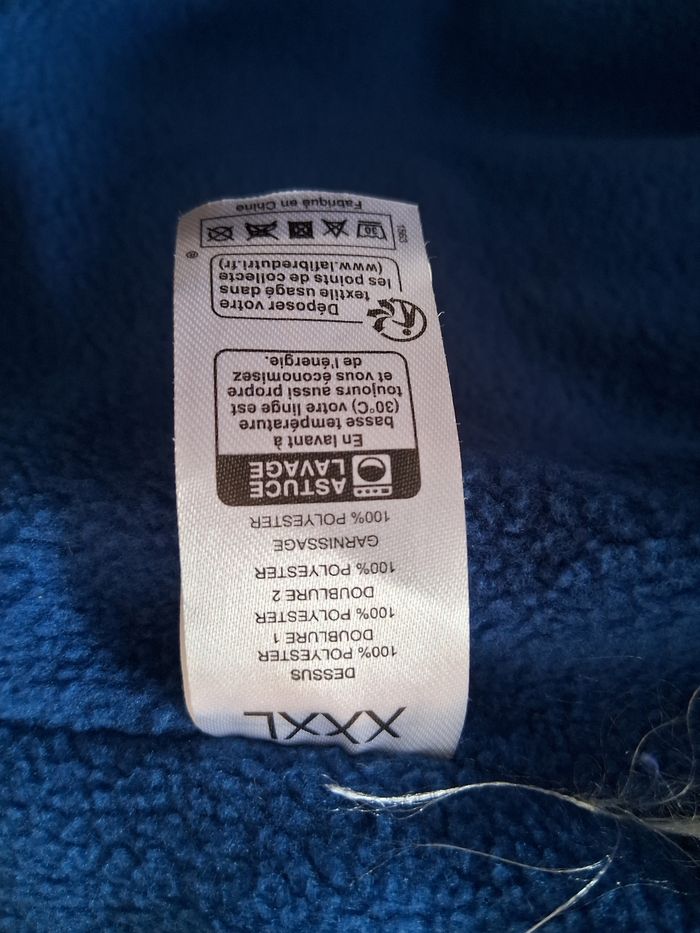 XXXL
DESSUS
100% POLYESTER
DOUBLURE 1
100% POLYESTER
DOUBLURE 2
100% POLYESTER
GARNISSAGE
100% POLYESTER
ASTUCE
LAVAGE
En lavant à
basse température
(30°C) votre linge est
toujours aussi propre
et vous économisez
de l'énergie.
Déposer votre
textile usagé dans
les points de collecte
(www.lafibredutri.fr)
®
30
1563
Fabriqué en Chine